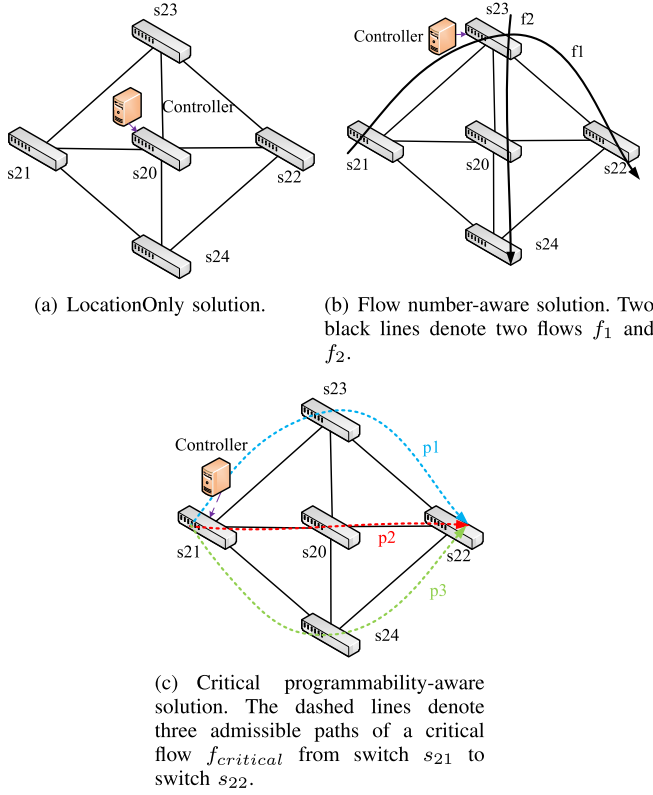 s23
Controller
s21
s20
s22
s24
(a) LocationOnly solution.
s23
f2
Controller
f1
s21
s20
s22
s24
(b) Flow number-aware solution. Two
black lines denote two flows f1 and
f2.
s23
Controller
p1
s21
s20
p2
s22
p3
s24
(c) Critical programmability-aware
solution. The dashed lines denote
three admissible paths of a critical
flow fcritical from switch s21 to
switch s22.